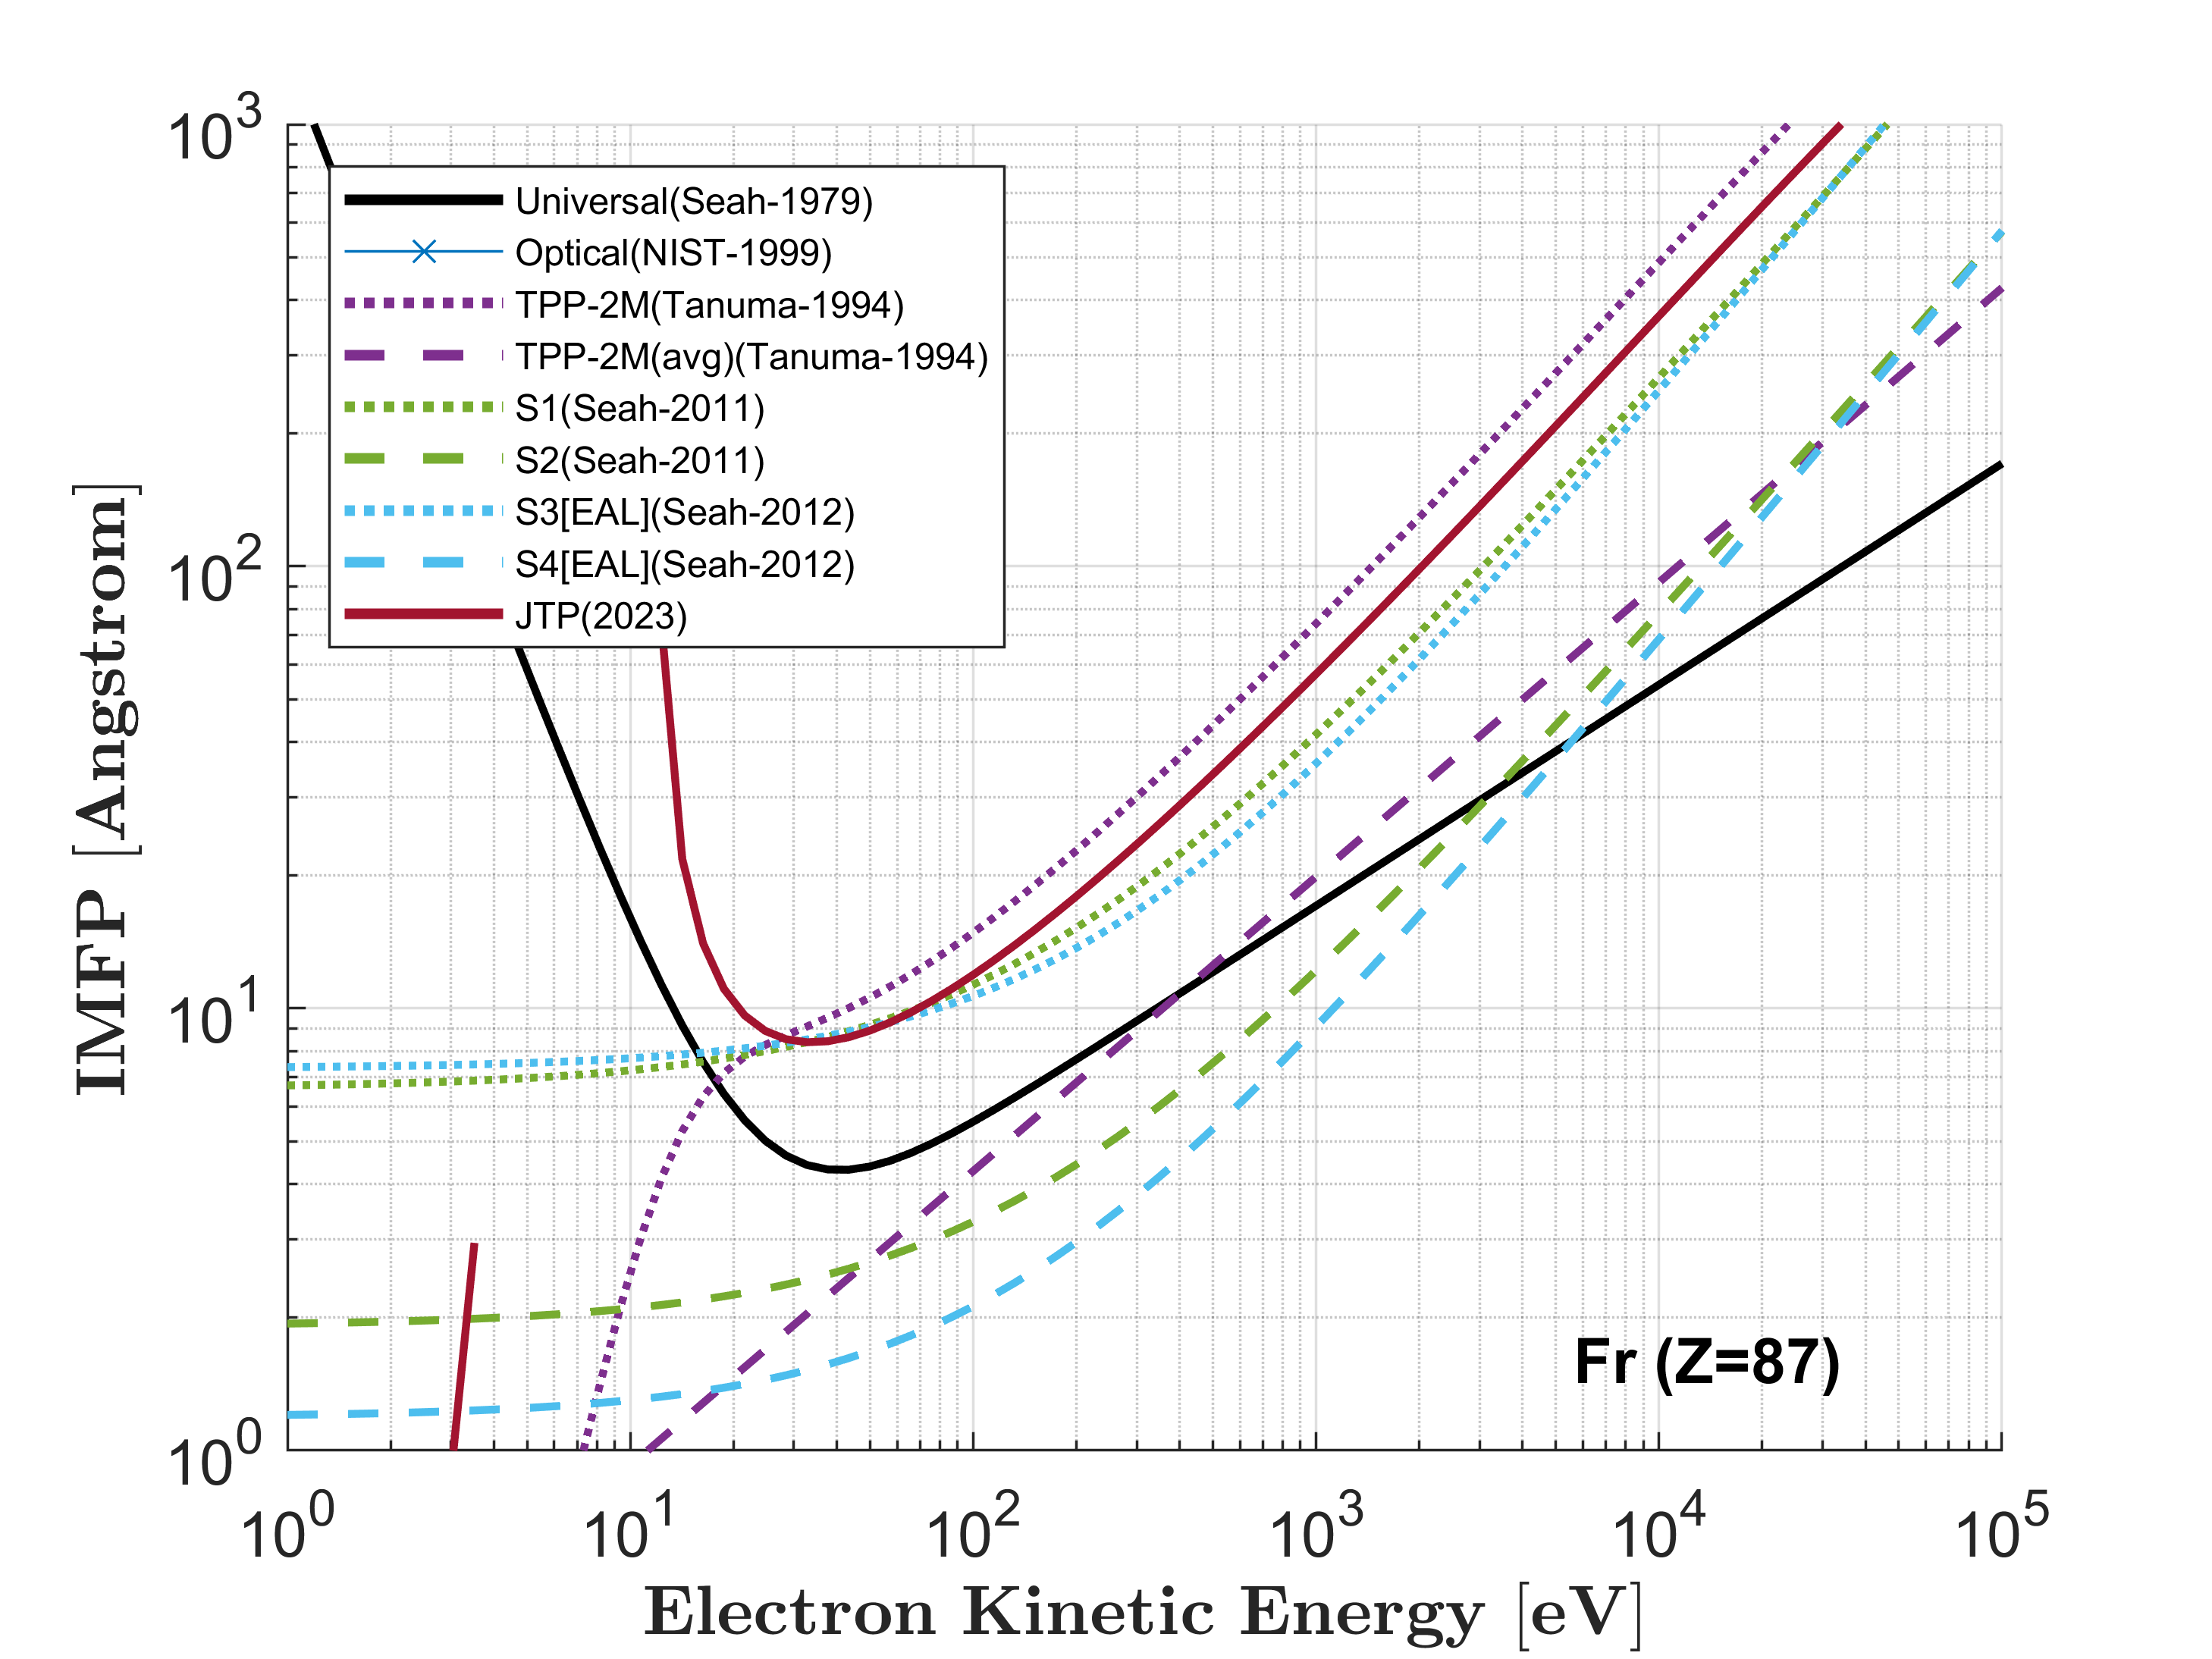 10^3
10^2
10^1
10^0
IMFP [Angstrom]
Universal(Seah-1979)
Optical(NIST-1999)
TPP-2M(Tanuma-1994)
TPP-2M(avg)(Tanuma-1994)
S1(Seah-2011)
S2(Seah-2011)
S3[EAL](Seah-2012)
S4[EAL](Seah-2012)
JTP(2023)
Fr (Z=87)
10^0 10^1 10^2 10^3 10^4 10^5
Electron Kinetic Energy [eV]